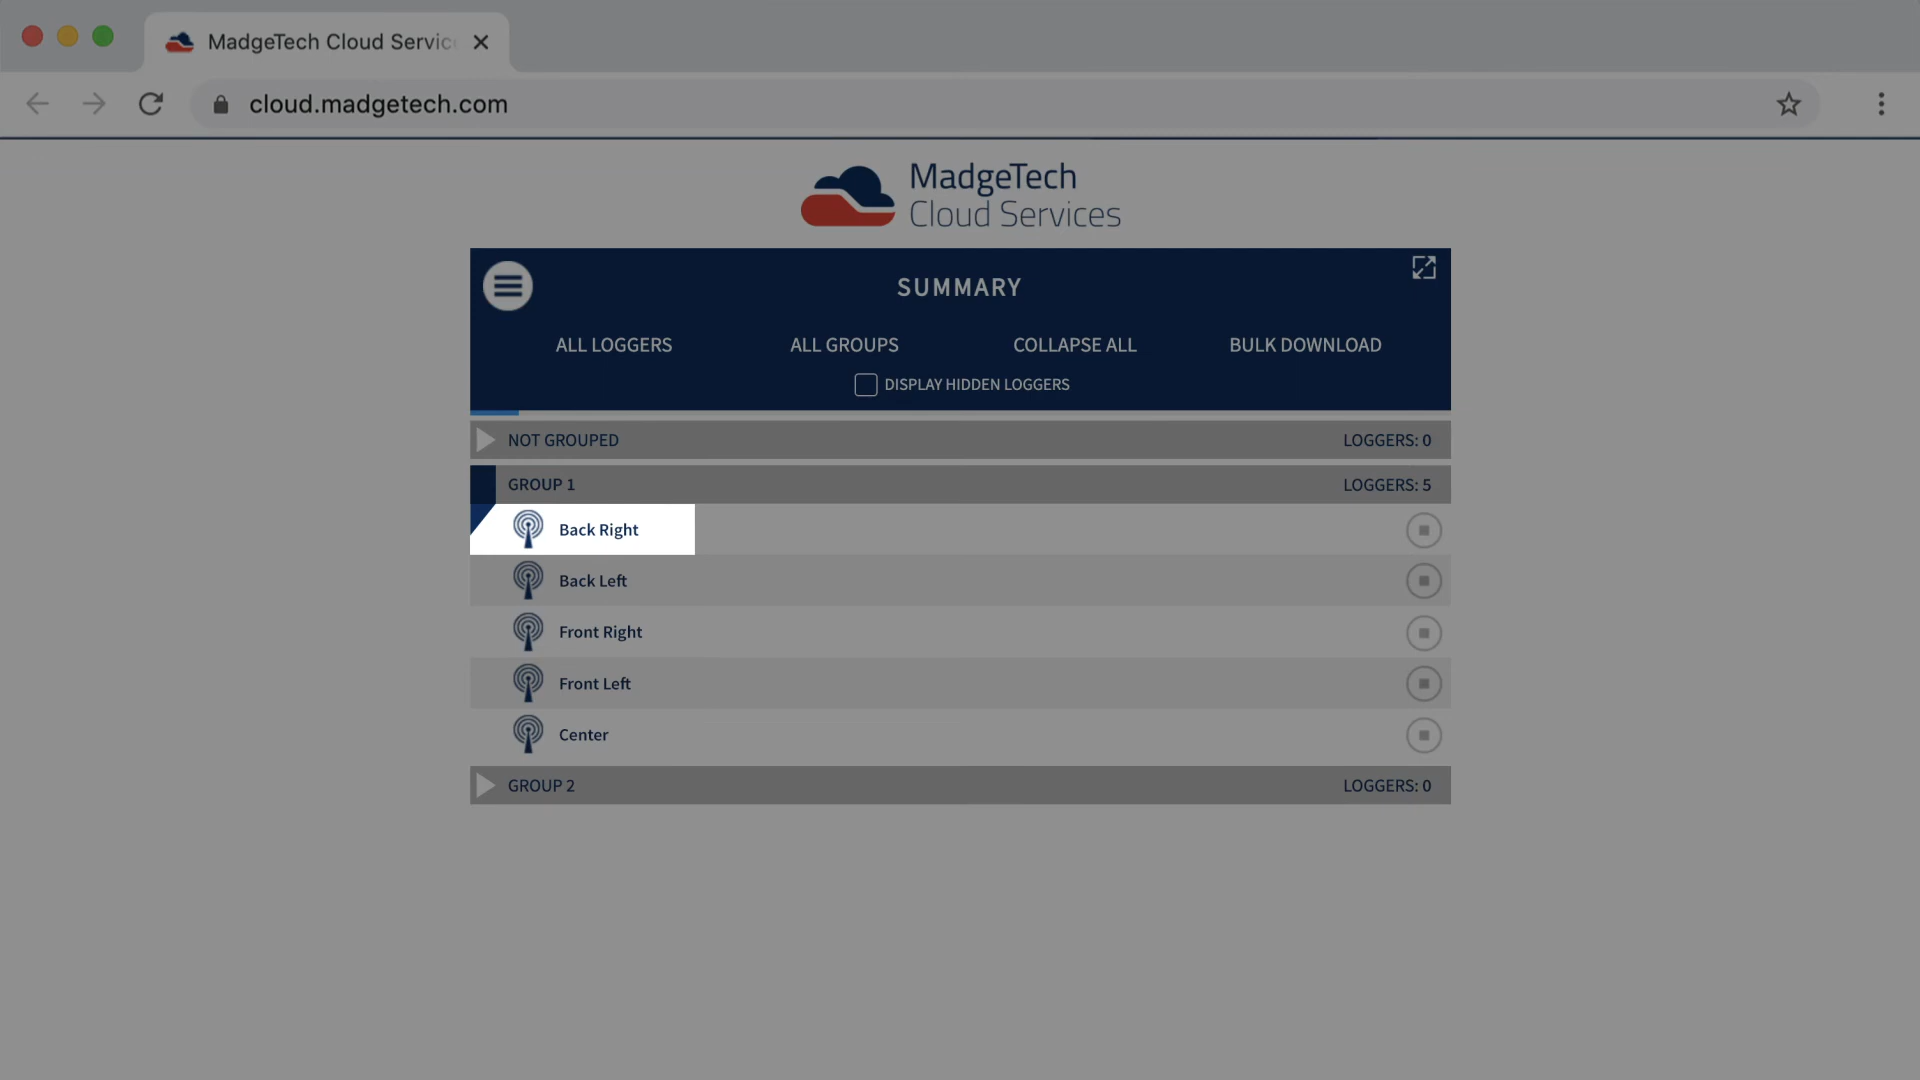 MadgeTech Cloud Servic
cloud.madgetech.com
MadgeTech
Cloud Services
SUMMARY
ALL LOGGERS ALL GROUPS COLLAPSE ALL BULK DOWNLOAD
DISPLAY HIDDEN LOGGERS
NOT GROUPED LOGGERS: 0
GROUP 1 LOGGERS: 5
Back Right
Back Left
Front Right
Front Left
Center
GROUP 2 LOGGERS: 0